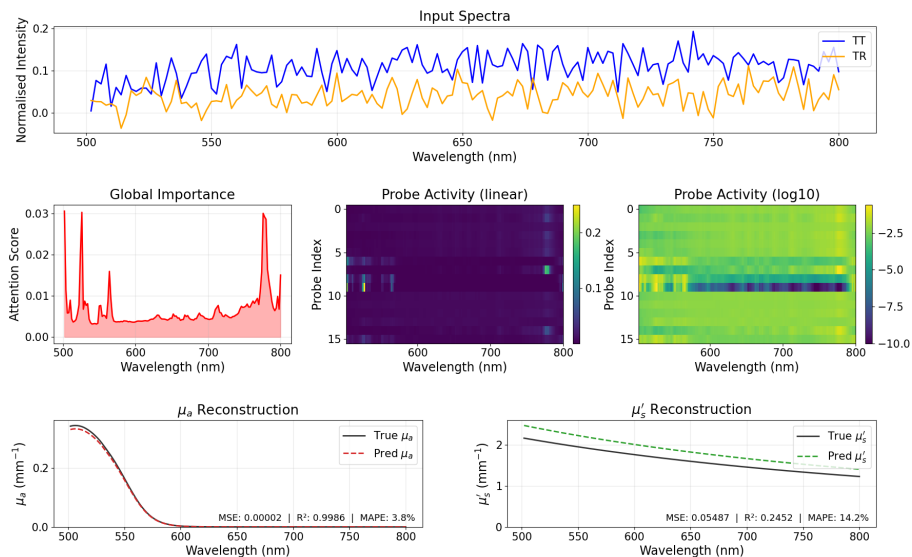 Input Spectra
Normalised Intensity
0.2
0.1
0.0
TT
TR
500 550 600 650 700 750 800
Wavelength (nm)
Global Importance
Attention Score
0.03
0.02
0.01
0.00
500 600 700 800
Wavelength (nm)
Probe Activity (linear)
Probe Index
0
5
10
15
600 700 800
Wavelength (nm)
0.2
0.1
Probe Activity (log10)
Probe Index
0
5
10
15
600 700 800
Wavelength (nm)
−2.5
−5.0
−7.5
−10.0
μa Reconstruction
μa (mm⁻¹)
0.2
0.0
True μa
Pred μa
MSE: 0.00002 | R²: 0.9986 | MAPE: 3.8%
500 550 600 650 700 750 800
Wavelength (nm)
μ′s Reconstruction
μ′s (mm⁻¹)
2
1
0
True μ′s
Pred μ′s
MSE: 0.05487 | R²: 0.2452 | MAPE: 14.2%
500 550 600 650 700 750 800
Wavelength (nm)